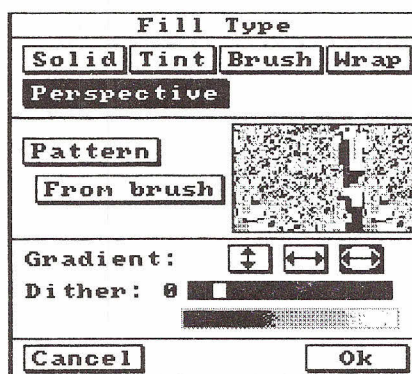 Fill Type
Solid Tint Brush Wrap
Perspective
Pattern
From brush
Gradient:
Dither: 0
Cancel Ok